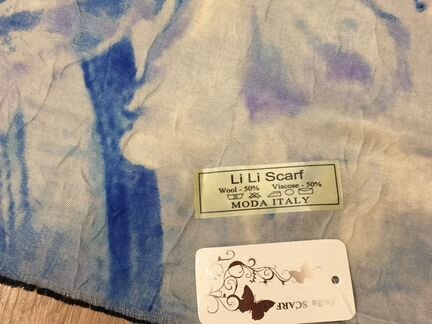 Li Li Scarf
Wool - 50% Viscose - 50%
MODA ITALY
SCARF